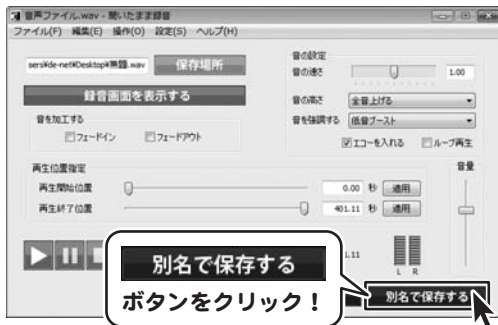 音声ファイル.wav - 聞いたまま録音
ファイル(F) 編集(E) 操作(O) 設定(S) ヘルプ(H)
sers¥de-net¥Desktop¥無題.wav 保存場所
録音画面を表示する
音を加工する
フェードイン フェードアウト
音の設定
音の速さ 1.00
音の高さ 全音上げる
音を強調する 低音ブースト
エコーを入れる ループ再生
再生位置指定
再生開始位置 0.00 秒 適用
再生終了位置 401.11 秒 適用
音量
1.11
L R
別名で保存する
ボタンをクリック!
別名で保存する